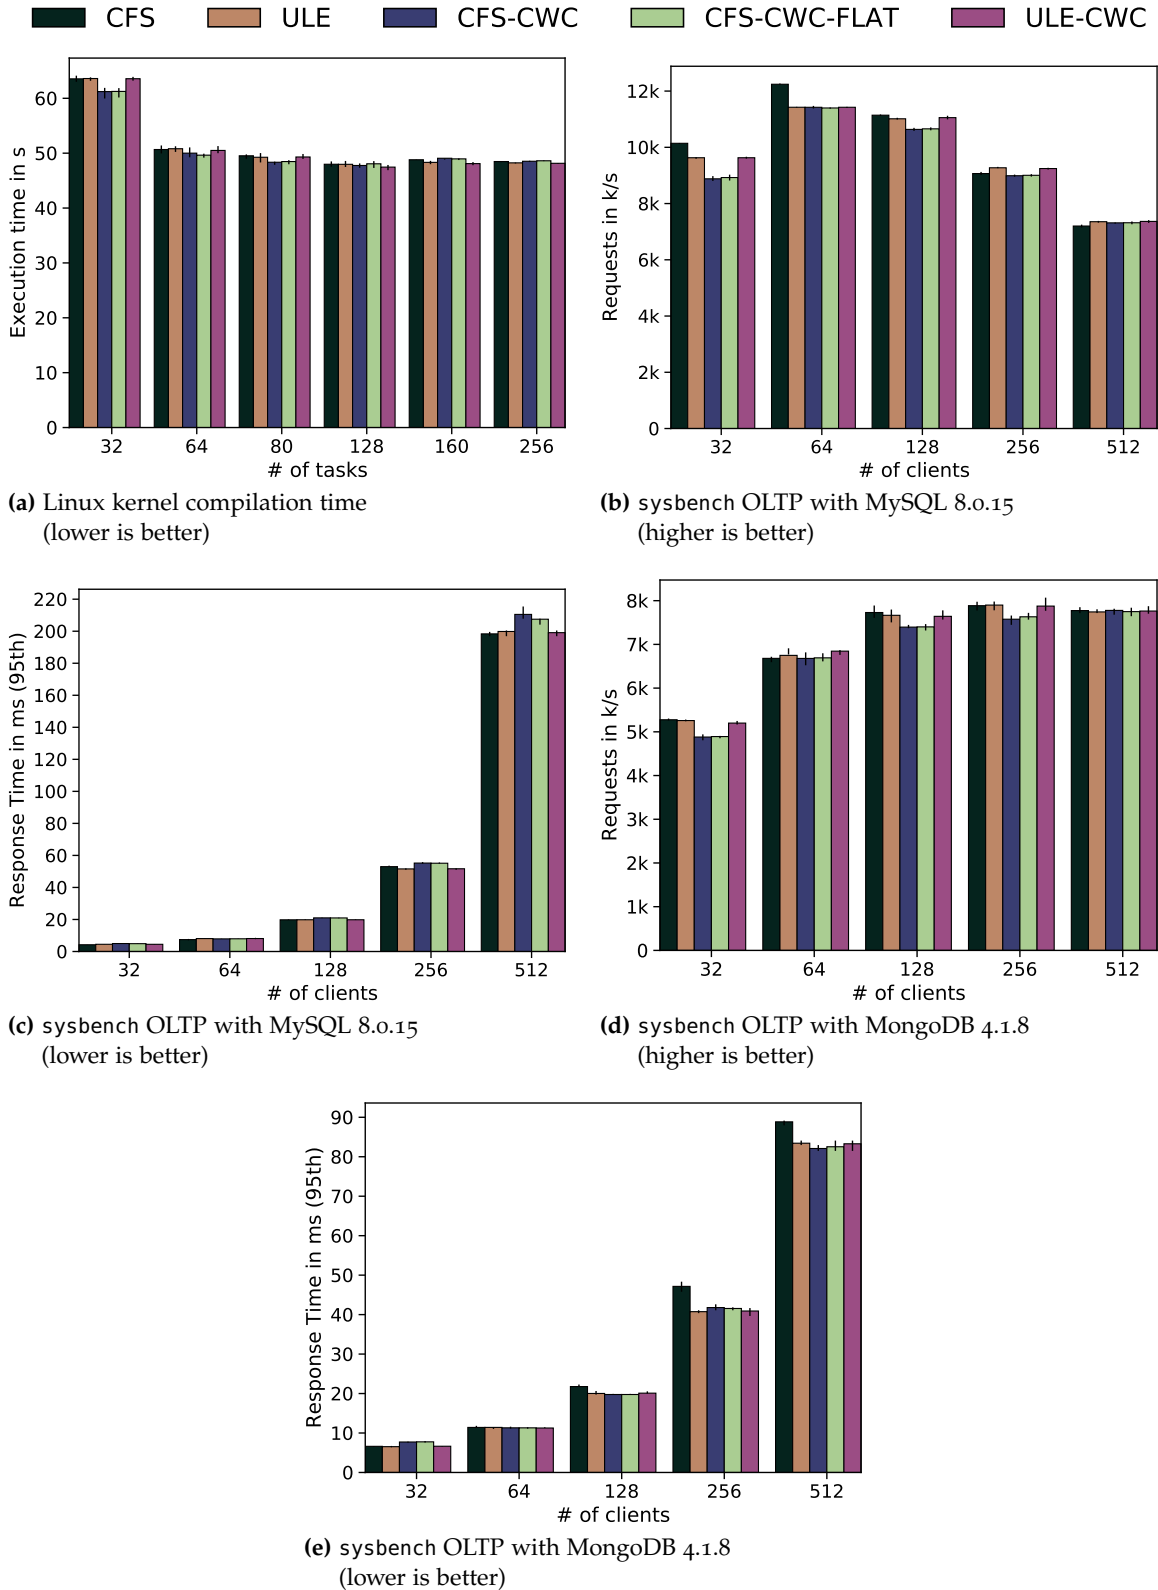 CFS ULE CFS-CWC CFS-CWC-FLAT ULE-CWC
Execution time in s
60
50
40
30
20
10
0
32 64 80 128 160 256
# of tasks
(a) Linux kernel compilation time
(lower is better)
Requests in k/s
12k
10k
8k
6k
4k
2k
0
32 64 128 256 512
# of clients
(b) sysbench OLTP with MySQL 8.0.15
(higher is better)
Response Time in ms (95th)
220
200
180
160
140
120
100
80
60
40
20
0
32 64 128 256 512
# of clients
(c) sysbench OLTP with MySQL 8.0.15
(lower is better)
Requests in k/s
8k
7k
6k
5k
4k
3k
2k
1k
0
32 64 128 256 512
# of clients
(d) sysbench OLTP with MongoDB 4.1.8
(higher is better)
Response Time in ms (95th)
90
80
70
60
50
40
30
20
10
0
32 64 128 256 512
# of clients
(e) sysbench OLTP with MongoDB 4.1.8
(lower is better)